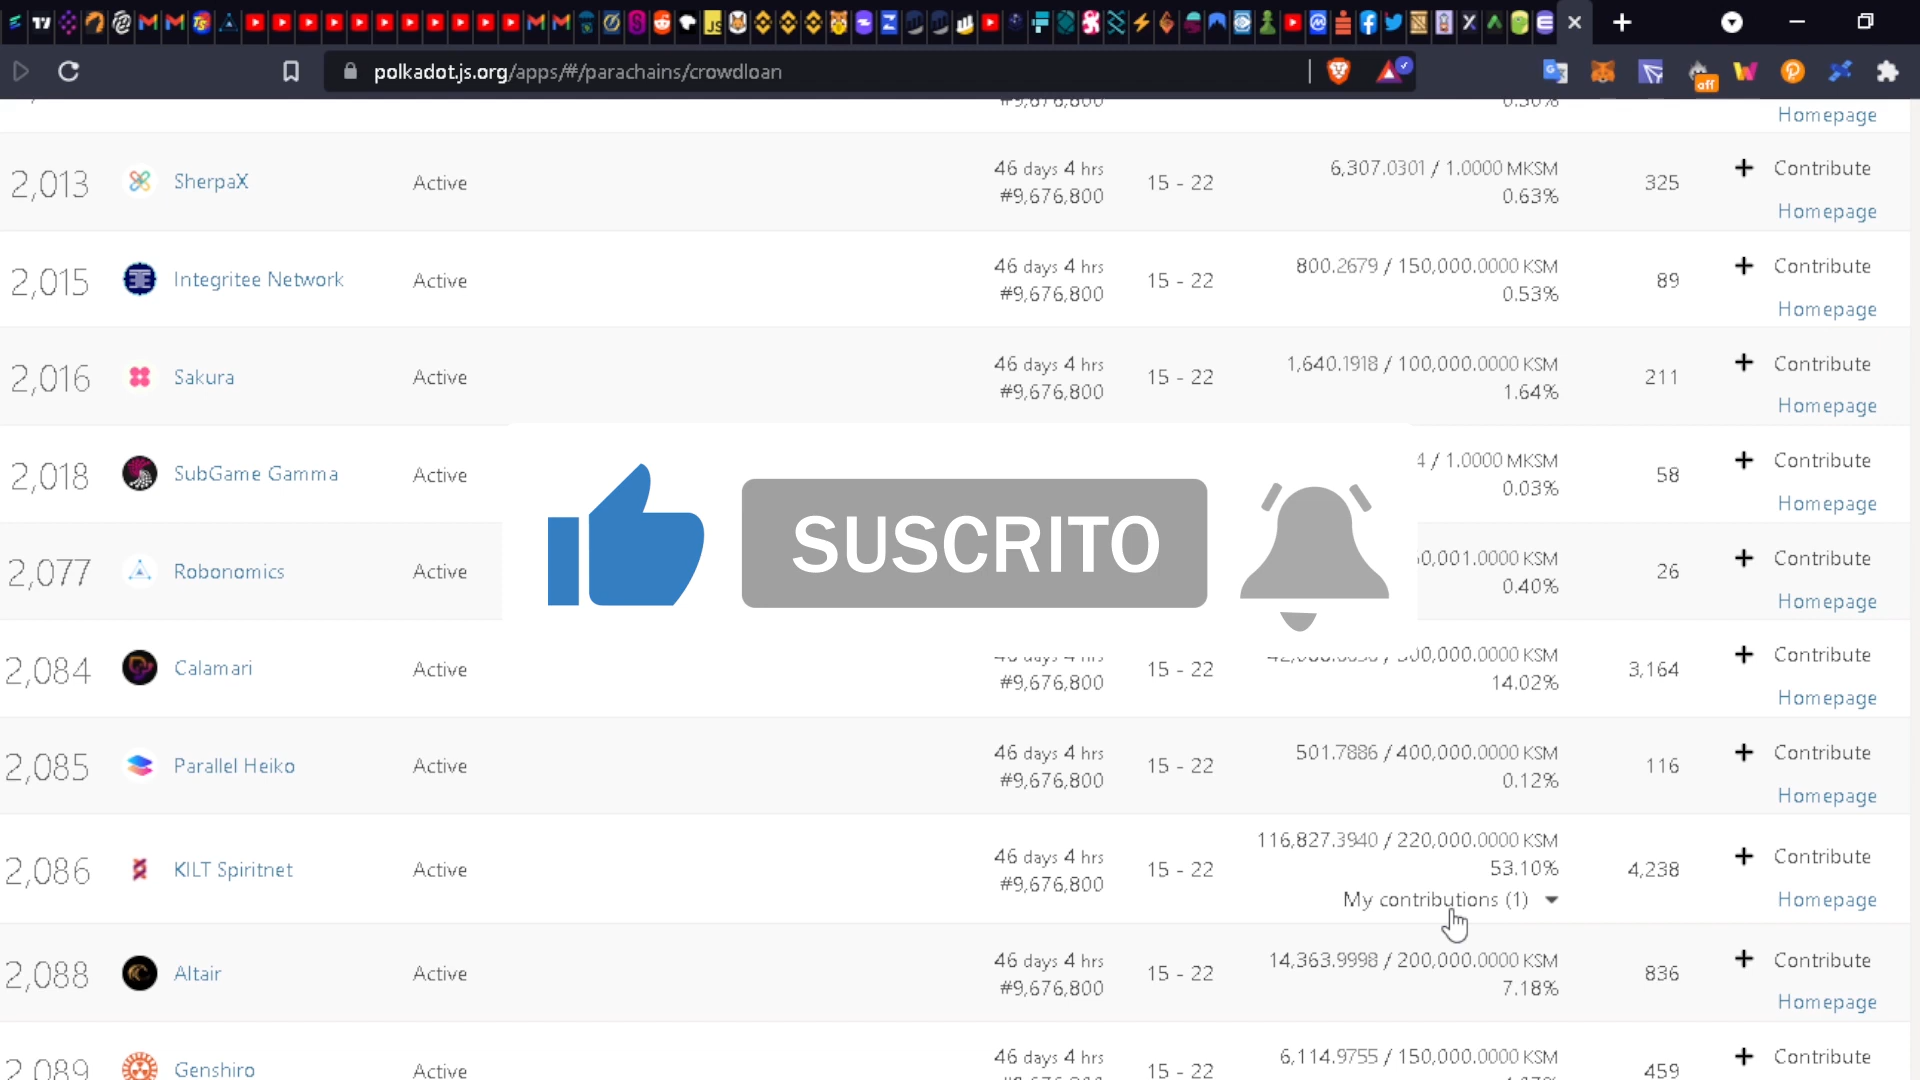 polkadot.js.org/apps/#/parachains/crowdloan
off
Homepage
2,013 SherpaX Active 46 days 4 hrs #9,676,800 15 - 22 6,307.0301 / 1.0000 MKSM 0.63% 325 Contribute
Homepage
2,015 Integritee Network Active 46 days 4 hrs #9,676,800 15 - 22 800.2679 / 150,000.0000 KSM 0.53% 89 Contribute
Homepage
2,016 Sakura Active 46 days 4 hrs #9,676,800 15 - 22 1,640.1918 / 100,000.0000 KSM 1.64% 211 Contribute
Homepage
2,018 SubGame Gamma Active 4 / 1.0000 MKSM 0.03% 58 Contribute
Homepage
SUSCRITO
2,077 Robonomics Active 0,001.0000 KSM 0.40% 26 Contribute
Homepage
2,084 Calamari Active #9,676,800 15 - 22 00,000.0000 KSM 14.02% 3,164 Contribute
Homepage
2,085 Parallel Heiko Active 46 days 4 hrs #9,676,800 15 - 22 501.7886 / 400,000.0000 KSM 0.12% 116 Contribute
Homepage
2,086 KILT Spiritnet Active 46 days 4 hrs #9,676,800 15 - 22 116,827.3940 / 220,000.0000 KSM 53.10% 4,238 Contribute
My contributions (1) Homepage
2,088 Altair Active 46 days 4 hrs #9,676,800 15 - 22 14,363.9998 / 200,000.0000 KSM 7.18% 836 Contribute
Homepage
2,089 Genshiro Active 46 days 4 hrs 15 - 22 6,114.9755 / 150,000.0000 KSM 459 Contribute